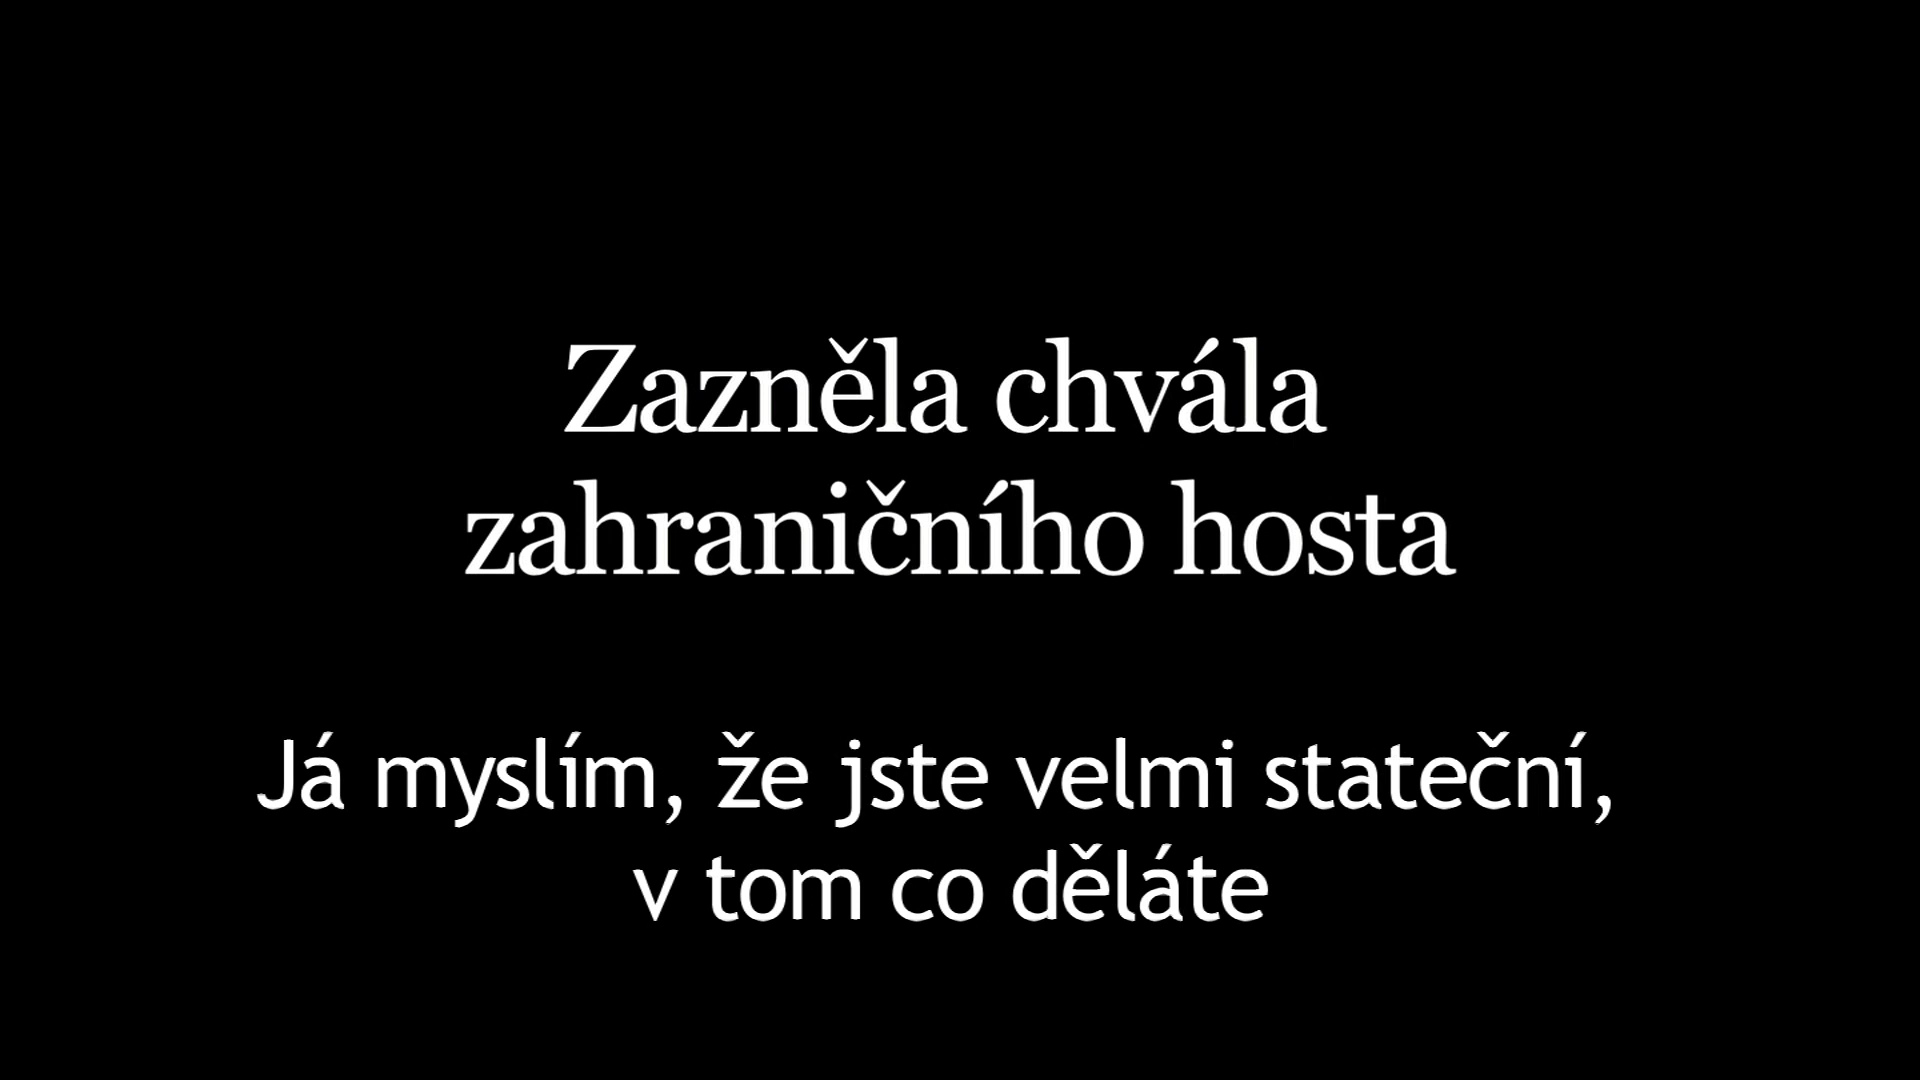 Zazněla chvála
zahraničního hosta
Já myslím, že jste velmi stateční,
v tom co děláte